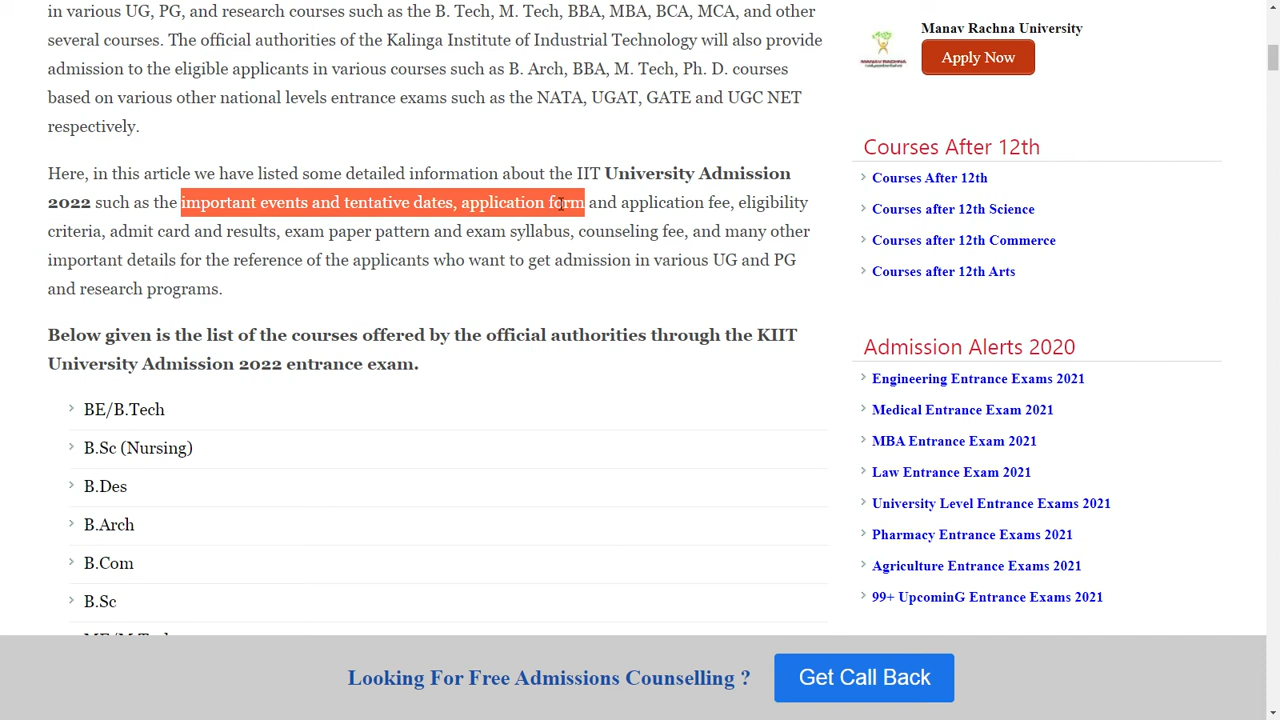 in various UG, PG, and research courses such as the B. Tech, M. Tech, BBA, MBA, BCA, MCA, and other
several courses. The official authorities of the Kalinga Institute of Industrial Technology will also provide
admission to the eligible applicants in various courses such as B. Arch, BBA, M. Tech, Ph. D. courses
based on various other national levels entrance exams such as the NATA, UGAT, GATE and UGC NET
respectively.
Here, in this article we have listed some detailed information about the IIT University Admission
2022 such as the important events and tentative dates, application form and application fee, eligibility
criteria, admit card and results, exam paper pattern and exam syllabus, counseling fee, and many other
important details for the reference of the applicants who want to get admission in various UG and PG
and research programs.
Below given is the list of the courses offered by the official authorities through the KIIT
University Admission 2022 entrance exam.
BE/B.Tech
B.Sc (Nursing)
B.Des
B.Arch
B.Com
B.Sc
ME/M.Tech
Manav Rachna University
Apply Now
Courses After 12th
Courses After 12th
Courses after 12th Science
Courses after 12th Commerce
Courses after 12th Arts
Admission Alerts 2020
Engineering Entrance Exams 2021
Medical Entrance Exam 2021
MBA Entrance Exam 2021
Law Entrance Exam 2021
University Level Entrance Exams 2021
Pharmacy Entrance Exams 2021
Agriculture Entrance Exams 2021
99+ UpcominG Entrance Exams 2021
Looking For Free Admissions Counselling ?
Get Call Back